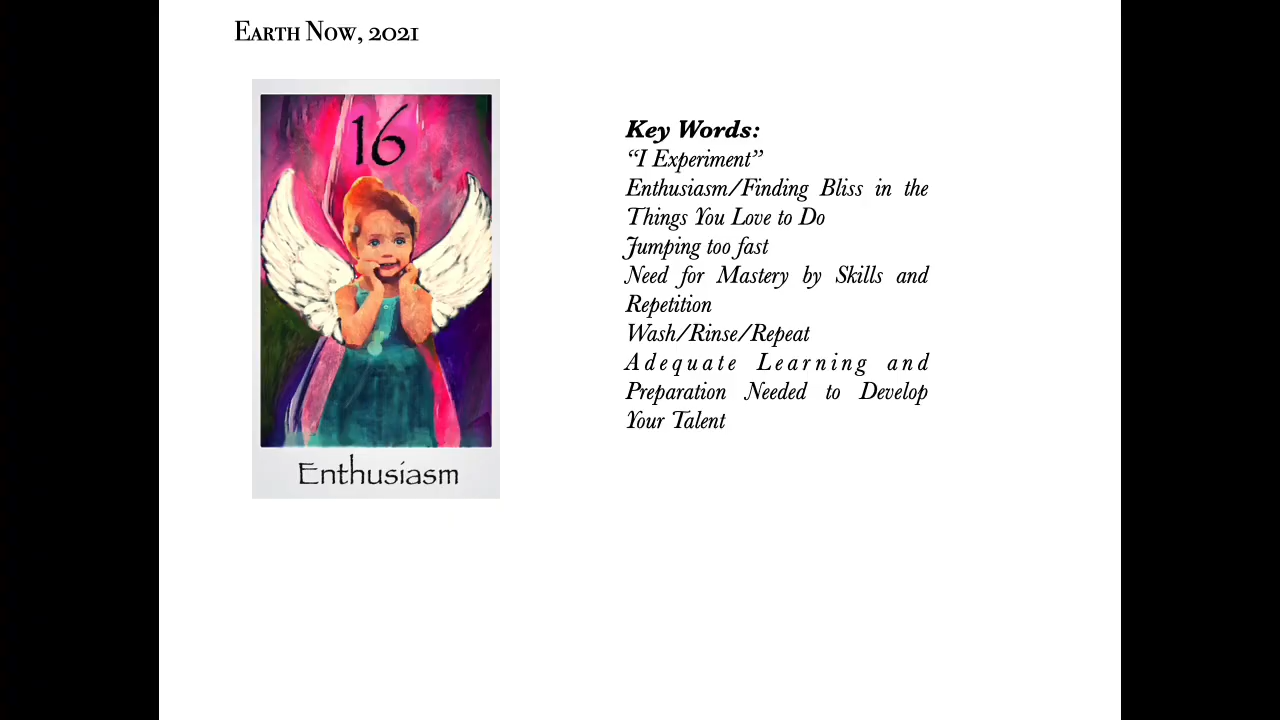 Earth Now, 2021
16
Enthusiasm
Key Words:
“I Experiment”
Enthusiasm/Finding Bliss in the
Things You Love to Do
Jumping too fast
Need for Mastery by Skills and
Repetition
Wash/Rinse/Repeat
Adequate Learning and
Preparation Needed to Develop
Your Talent